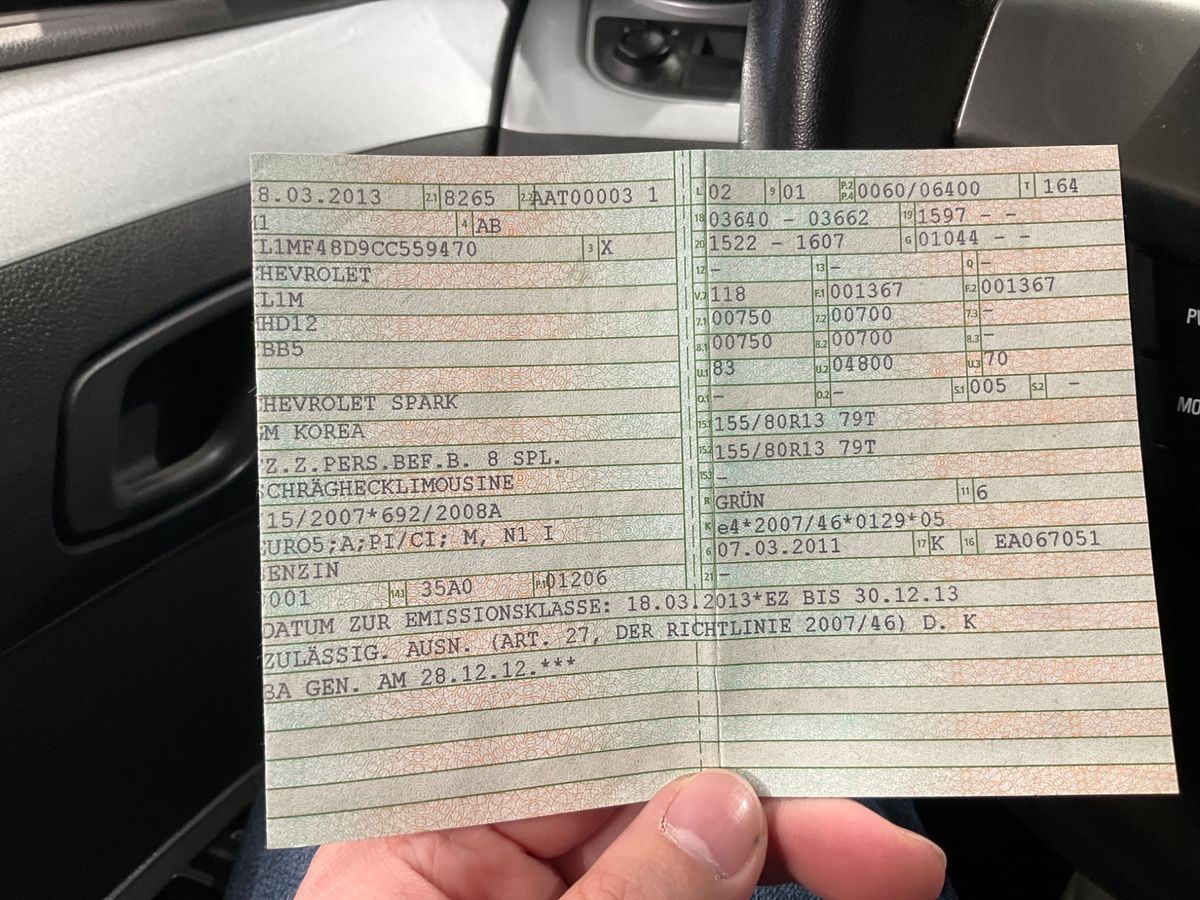 8.03.2013 2.1 8265 2.2 AAT00003 1
4 AB
L1MF48D9CC559470 3 X
HEVROLET
L1M
HD12
BB5
HEVROLET SPARK
M KOREA
Z.Z.PERS.BEF.B. 8 SPL.
CHRÄGHECKLIMOUSINE
15/2007*692/2008A
EURO5;A;PI/CI; M, N1 I
BENZIN
001 14.1 35A0 P.1 01206
DATUM ZUR EMISSIONSKLASSE: 18.03.2013*EZ BIS 30.12.13
ZULÄSSIG. AUSN. (ART. 27, DER RICHTLINIE 2007/46) D. K
BA GEN. AM 28.12.12.***
L 02 9 01 P.2 P.4 0060/06400 T 164
18 03640 - 03662 19 1597 - -
20 1522 - 1607 G 01044 - -
12 - 13 - Q -
V.7 118 F.1 001367 F.2 001367
7.1 00750 7.2 00700 7.3 -
8.1 00750 8.2 00700 8.3 -
U.1 83 U.2 04800 U.3 70
O.1 - O.2 - S.1 005 S.2 -
15.1 155/80R13 79T
15.2 155/80R13 79T
15.3 -
R GRÜN 11 6
K e4*2007/46*0129*05
6 07.03.2011 17 K 16 EA067051
21 -